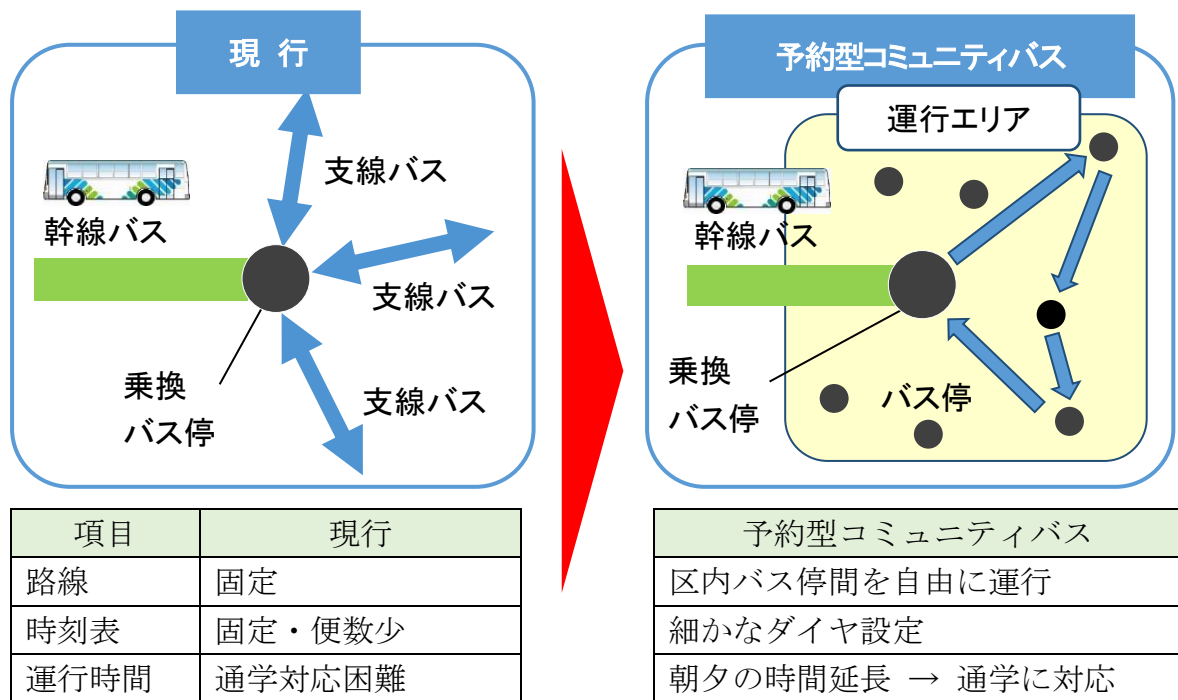 現 行
支線バス
幹線バス
支線バス
乗換
バス停
支線バス
予約型コミュニティバス
運行エリア
幹線バス
乗換
バス停
バス停
項目 現行
路線 固定
時刻表 固定・便数少
運行時間 通学対応困難
予約型コミュニティバス
区内バス停間を自由に運行
細かなダイヤ設定
朝夕の時間延長 → 通学に対応